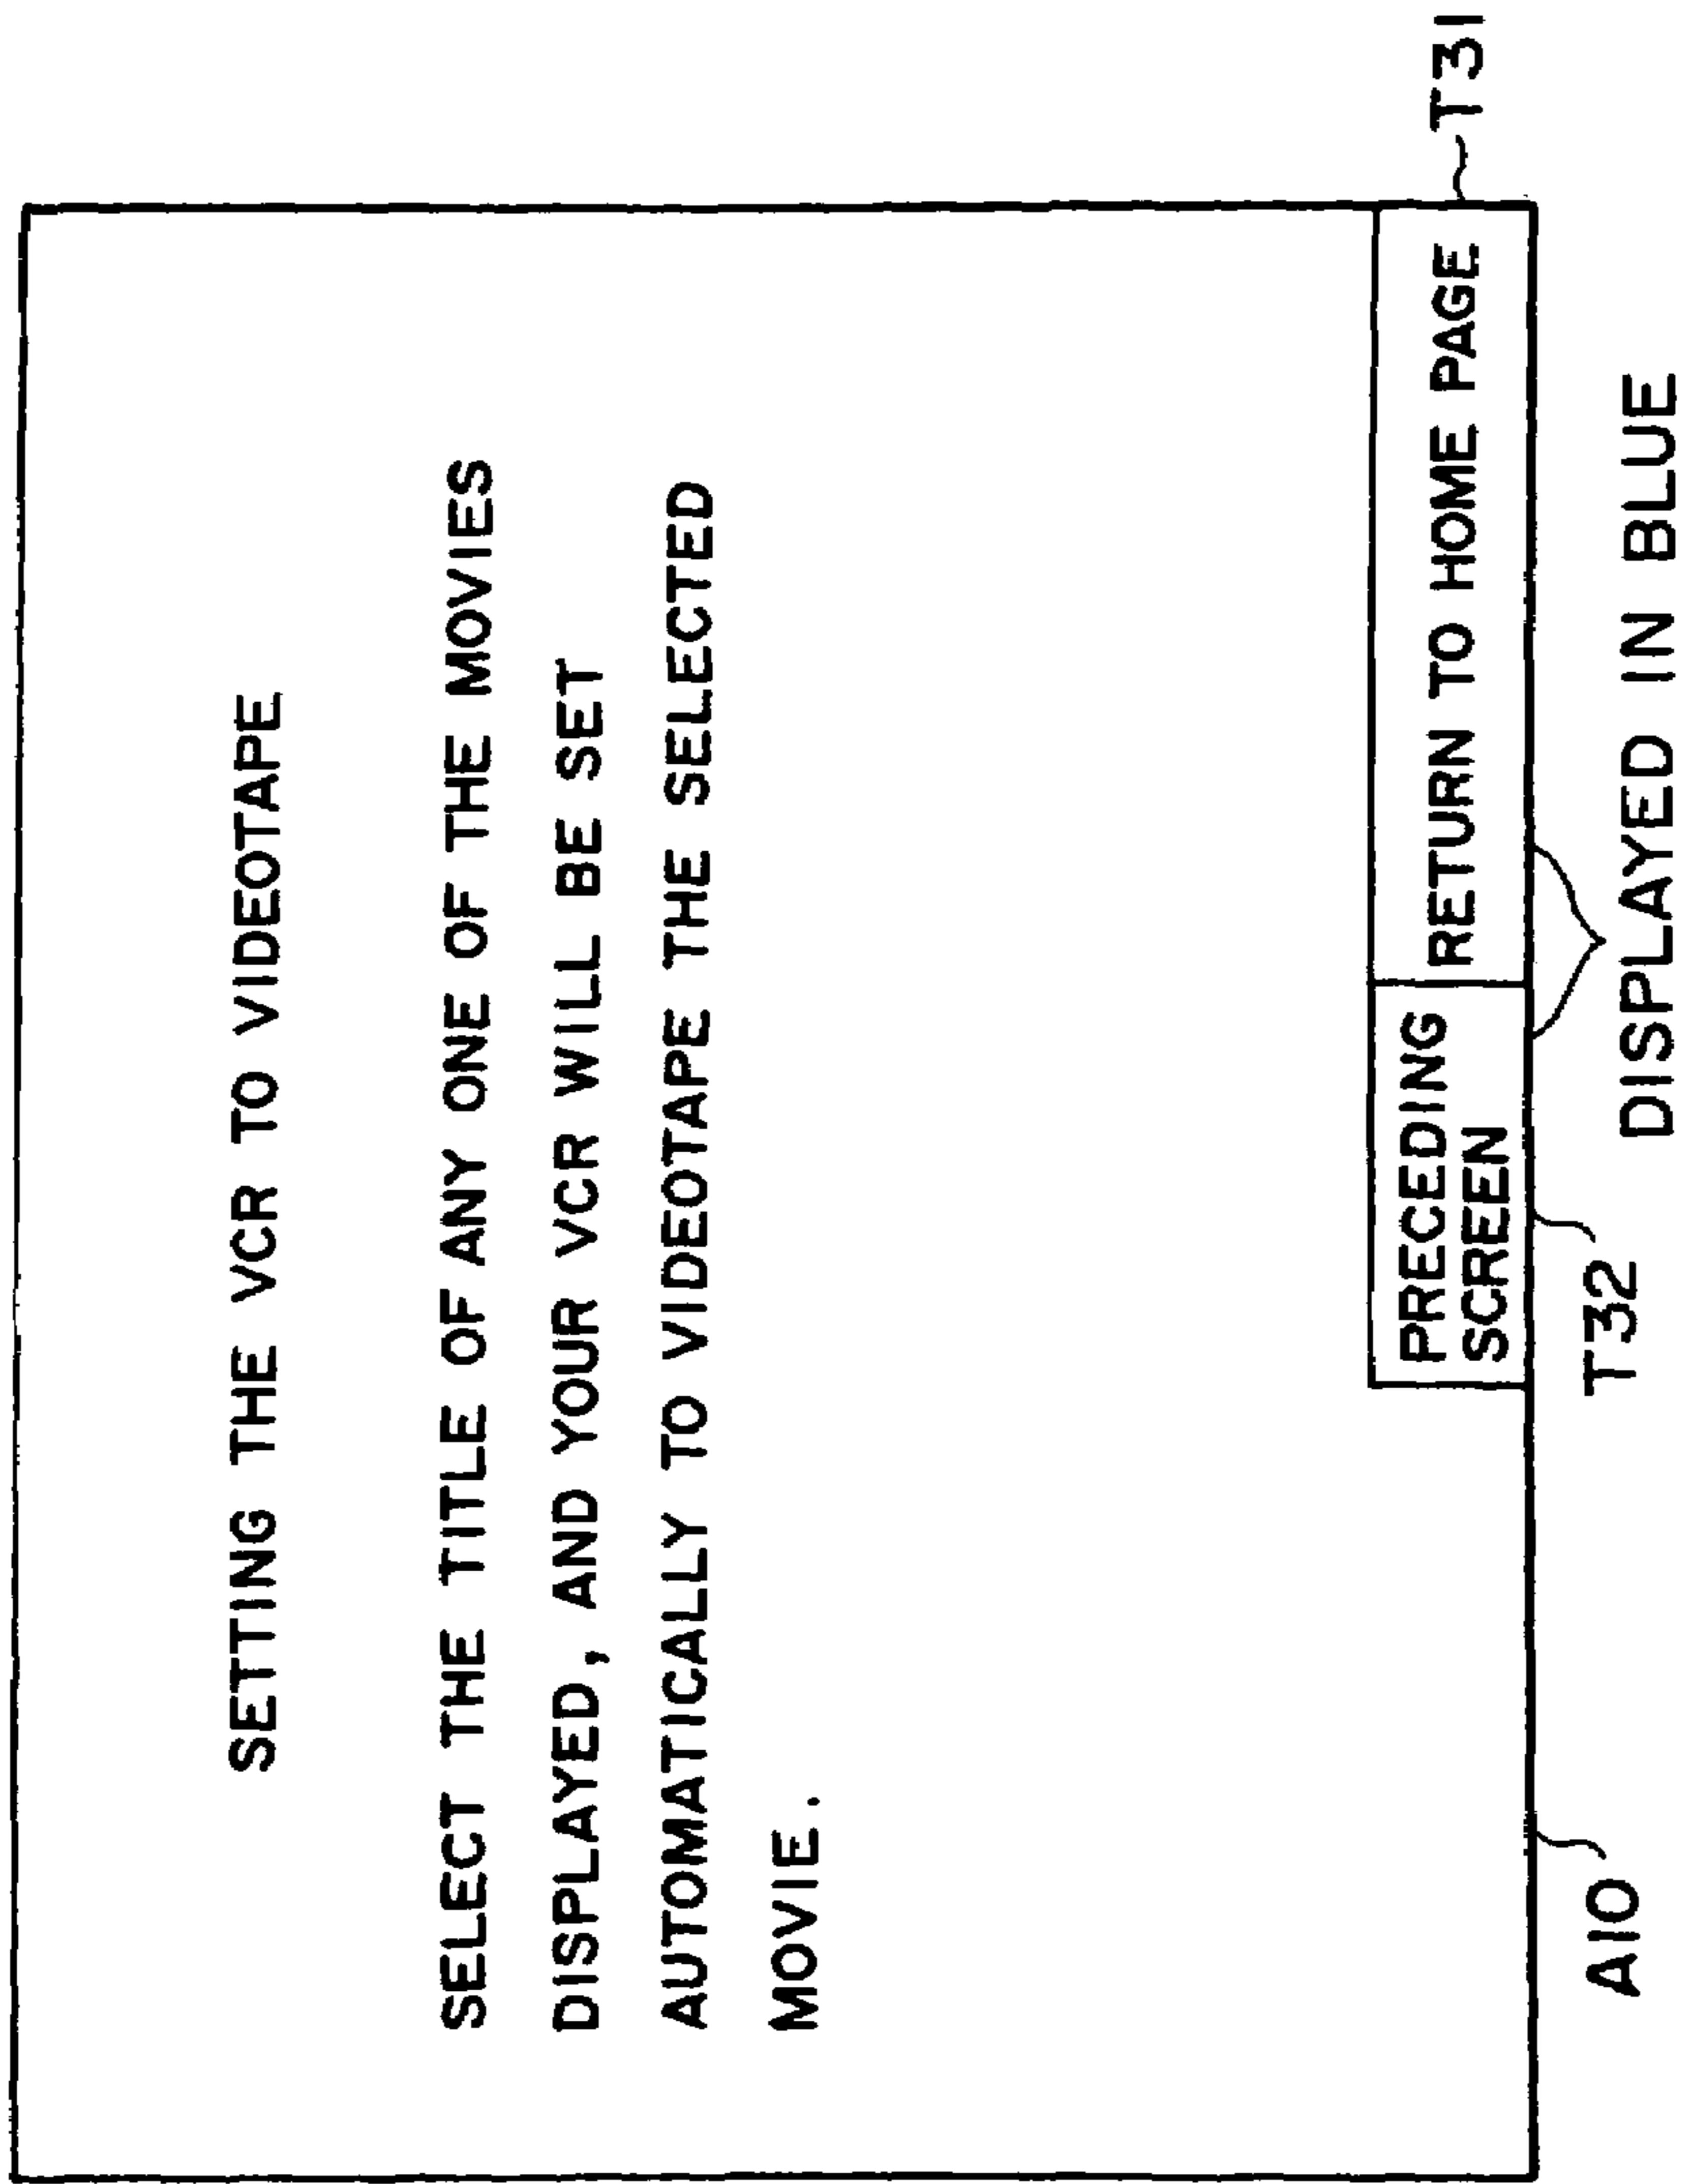 SETTING THE VCR TO VIDEOTAPE
SELECT THE TITLE OF ANY ONE OF THE MOVIES
DISPLAYED, AND YOUR VCR WILL BE SET
AUTOMATICALLY TO VIDEOTAPE THE SELECTED
MOVIE.
PRECEDING
SCREEN
RETURN TO HOME PAGE
T31
A10
T32
DISPLAYED IN BLUE